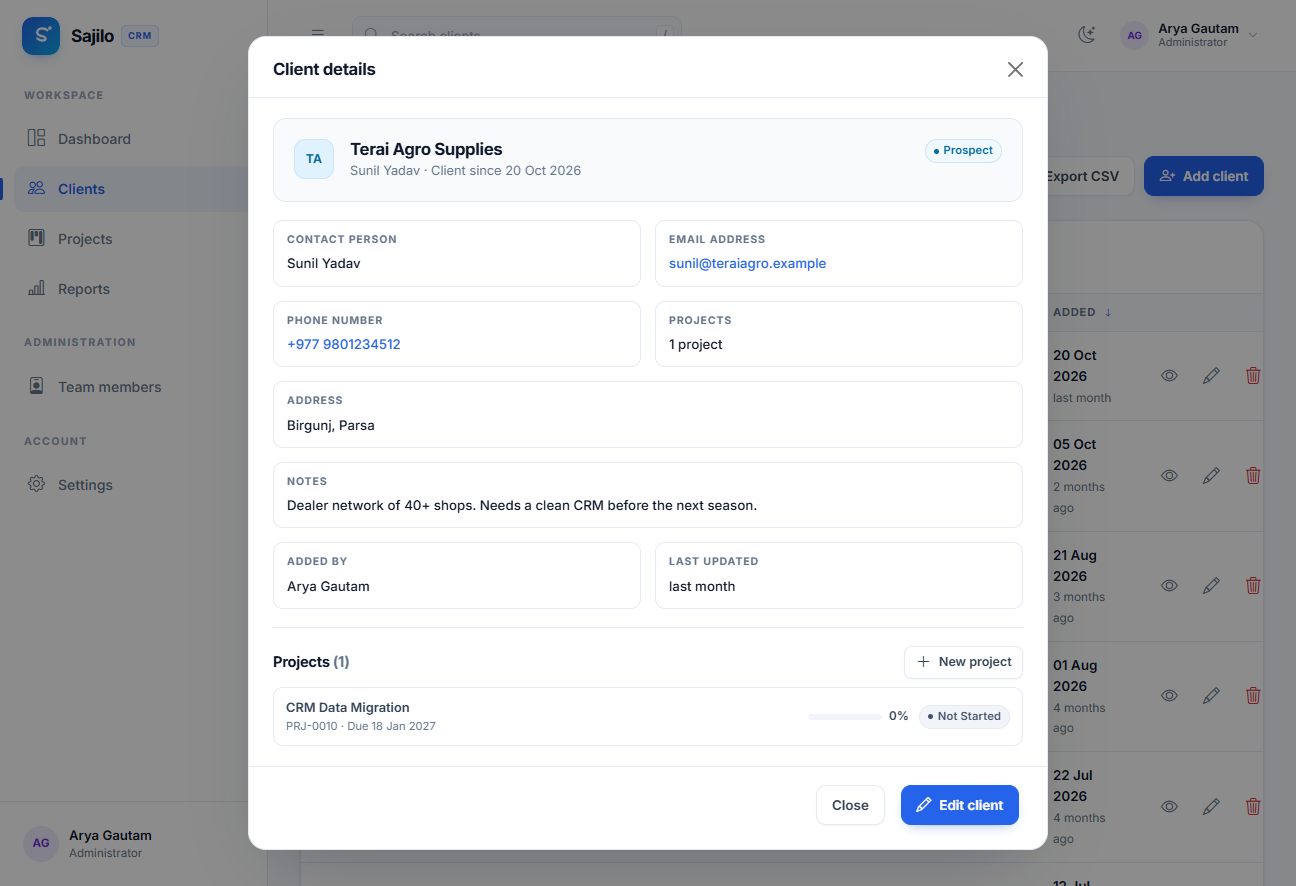 Sajilo
CRM
Search clients
/
Arya Gautam
AG
Administrator
WORKSPACE
Dashboard
Clients
Projects
Reports
ADMINISTRATION
Team members
ACCOUNT
Settings
AG
Arya Gautam
Administrator
Export CSV
Add client
Client details
TA
Terai Agro Supplies
Sunil Yadav · Client since 20 Oct 2026
Prospect
CONTACT PERSON
Sunil Yadav
EMAIL ADDRESS
sunil@teraiagro.example
PHONE NUMBER
+977 9801234512
PROJECTS
1 project
ADDRESS
Birgunj, Parsa
NOTES
Dealer network of 40+ shops. Needs a clean CRM before the next season.
ADDED BY
Arya Gautam
LAST UPDATED
last month
Projects (1)
New project
CRM Data Migration
PRJ-0010 · Due 18 Jan 2027
0%
Not Started
Close
Edit client
ADDED ↓
20 Oct
2026
last month
05 Oct
2026
2 months
ago
21 Aug
2026
3 months
ago
01 Aug
2026
4 months
ago
22 Jul
2026
4 months
ago
12 Jul